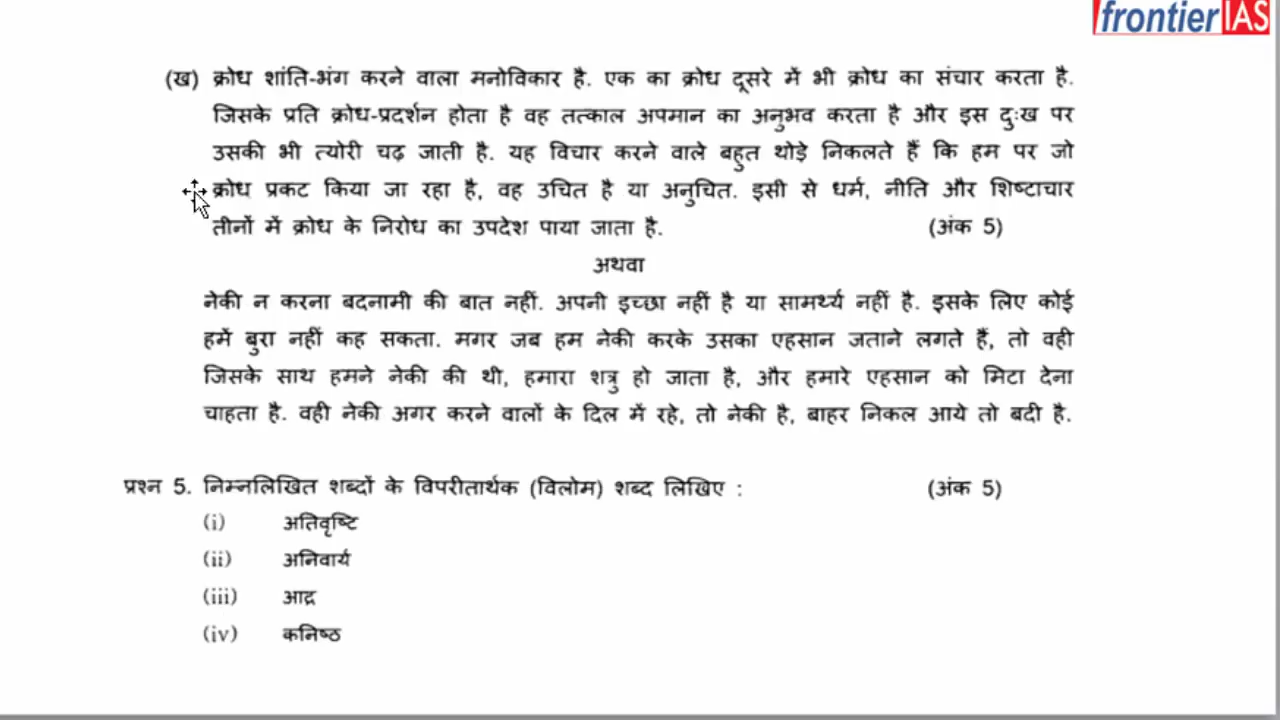 frontier IAS
(ख) क्रोध शांति-भंग करने वाला मनोविकार है. एक का क्रोध दूसरे में भी क्रोध का संचार करता है.
जिसके प्रति क्रोध-प्रदर्शन होता है वह तत्काल अपमान का अनुभव करता है और इस दुःख पर
उसकी भी त्योरी चढ़ जाती है. यह विचार करने वाले बहुत थोड़े निकलते हैं कि हम पर जो
क्रोध प्रकट किया जा रहा है, वह उचित है या अनुचित. इसी से धर्म, नीति और शिष्टाचार
तीनों में क्रोध के निरोध का उपदेश पाया जाता है. (अंक 5)
अथवा
नेकी न करना बदनामी की बात नहीं. अपनी इच्छा नहीं है या सामर्थ्य नहीं है. इसके लिए कोई
हमें बुरा नहीं कह सकता. मगर जब हम नेकी करके उसका एहसान जताने लगते हैं, तो वही
जिसके साथ हमने नेकी की थी, हमारा शत्रु हो जाता है, और हमारे एहसान को मिटा देना
चाहता है. वही नेकी अगर करने वालों के दिल में रहे, तो नेकी है, बाहर निकल आये तो बदी है.
प्रश्न 5. निम्नलिखित शब्दों के विपरीतार्थक (विलोम) शब्द लिखिए : (अंक 5)
(i) अतिवृष्टि
(ii) अनिवार्य
(iii) आद्र
(iv) कनिष्ठ